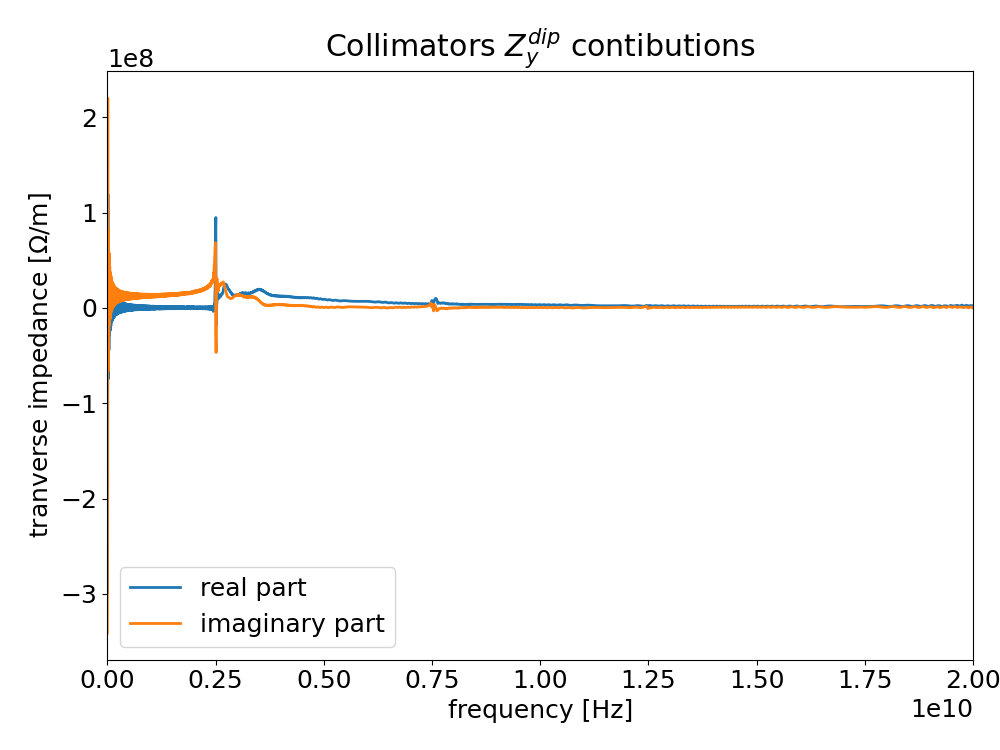 Collimators $Z_y^{dip}$ contibutions
1e8
tranverse impedance [Ω/m]
2
1
0
−1
−2
−3
real part
imaginary part
0.00 0.25 0.50 0.75 1.00 1.25 1.50 1.75 2.00
frequency [Hz]
1e10